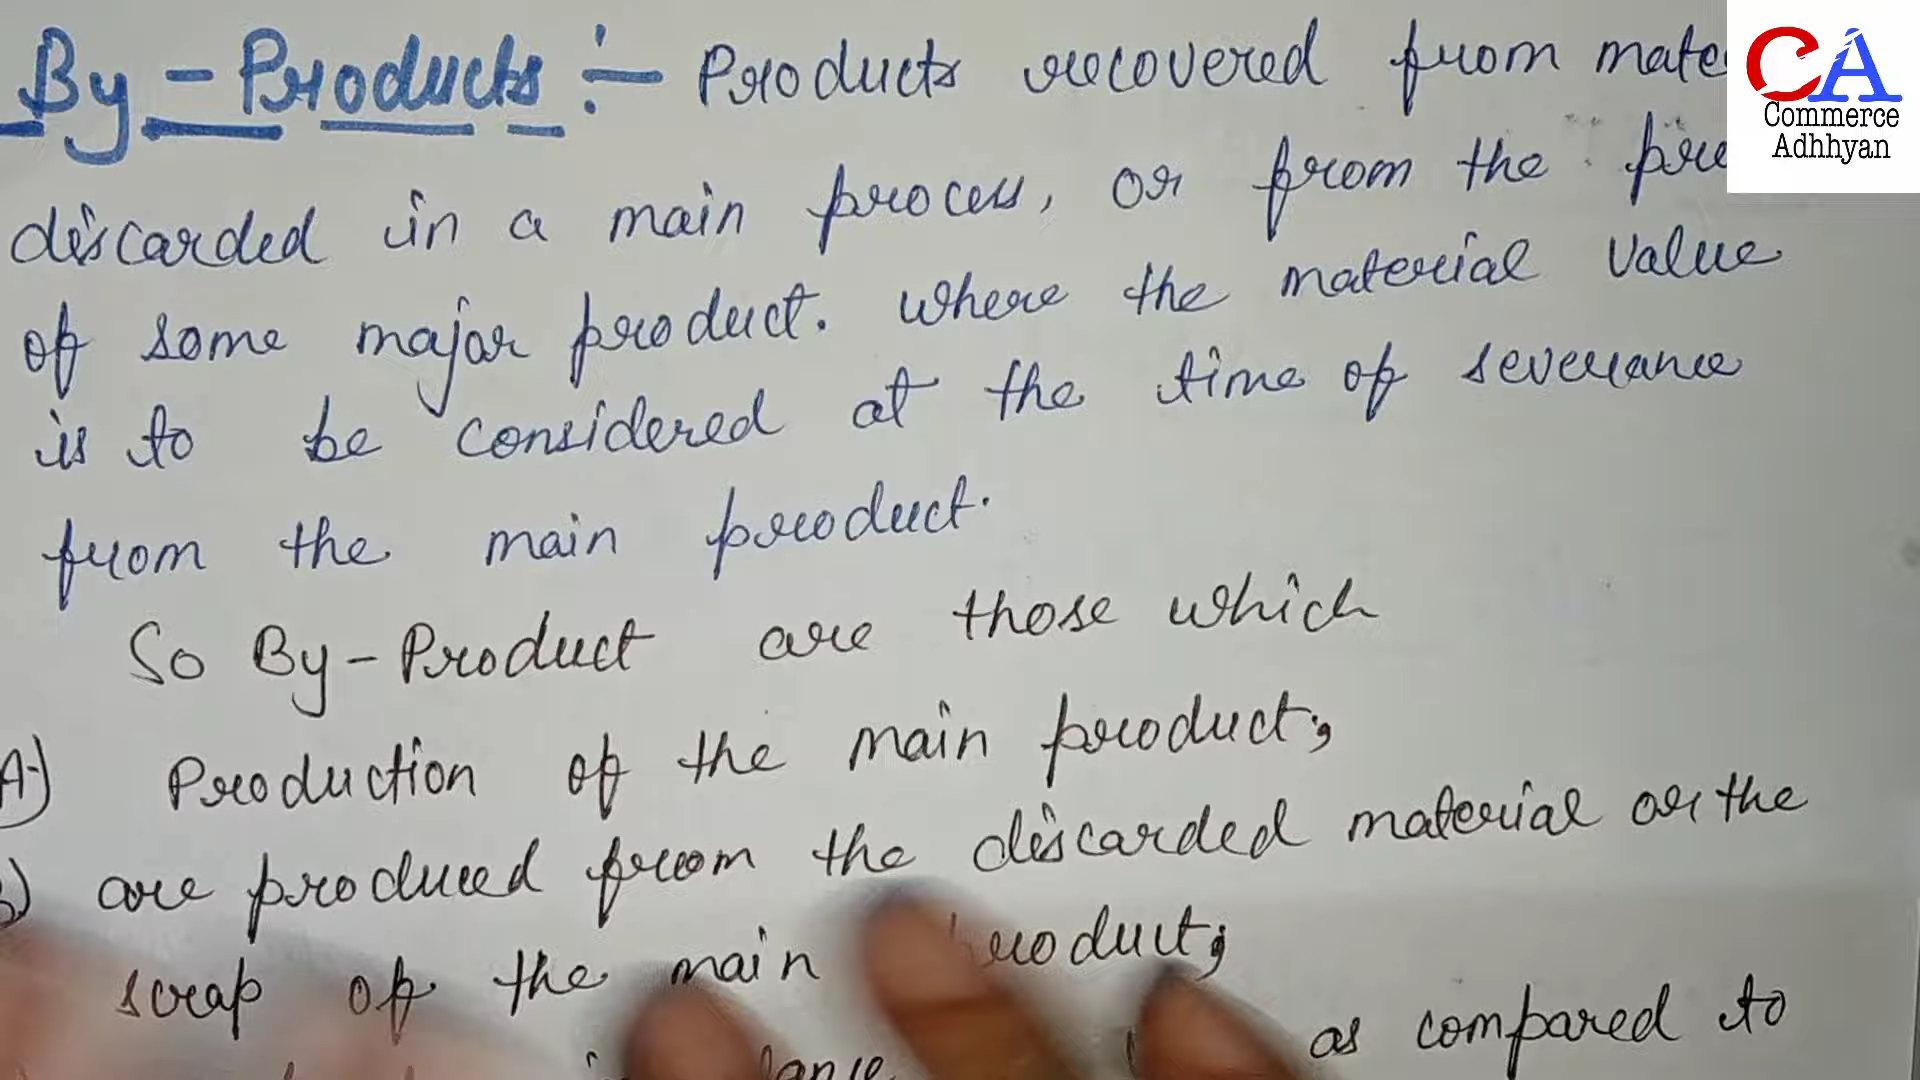 By-Products :- Products recovered from mate
discarded in a main process, or from the pro
of some major product. where the material value
is to be considered at the time of severance
from the main product.
So By-Product are those which
A) Production of the main product;
are produced from the discarded material or the
scrap of the main product;
as compared to
CA
Commerce
Adhhyan